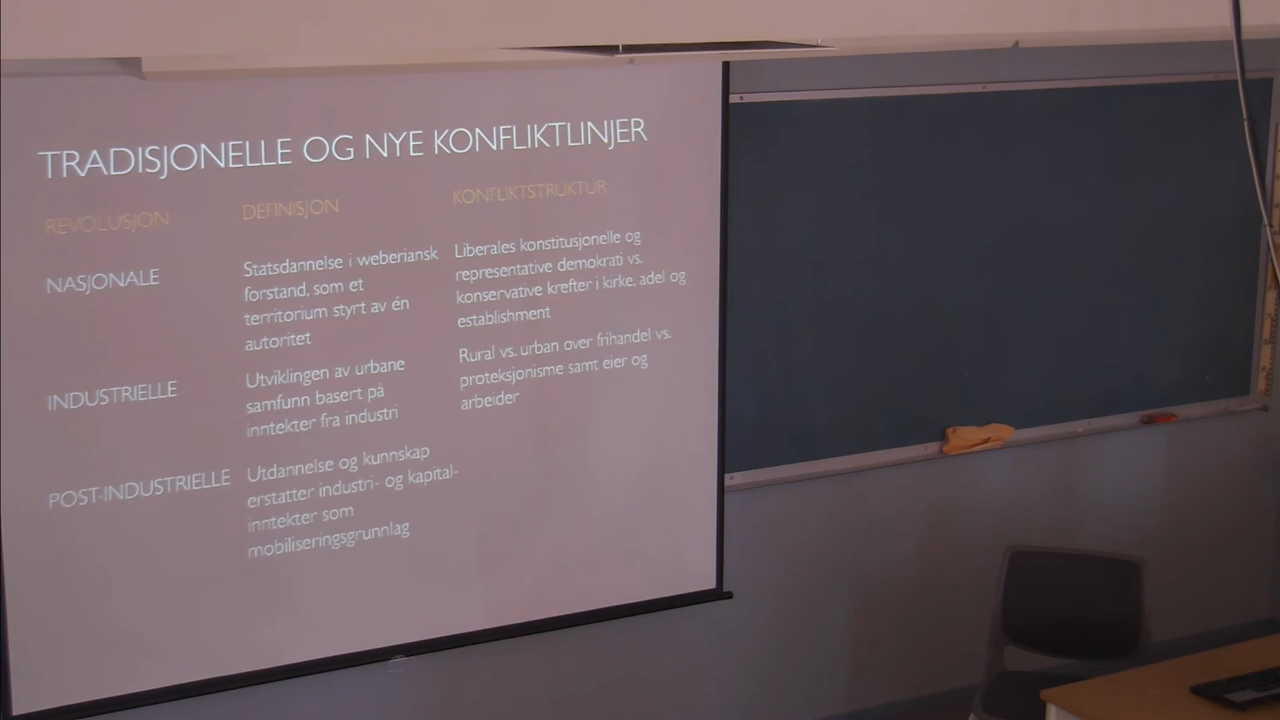 TRADISJONELLE OG NYE KONFLIKTLINJER
REVOLUSJON
DEFINISJON
KONFLIKTSTRUKTUR
NASJONALE
Statsdannelse i weberiansk
forstand, som et
territorium styrt av én
autoritet
Liberales konstitusjonelle og
representative demokrati vs.
konservative krefter i kirke, adel og
establishment
INDUSTRIELLE
Utviklingen av urbane
samfunn basert på
inntekter fra industri
Rural vs. urban over frihandel vs.
proteksjonisme samt eier og
arbeider
POST-INDUSTRIELLE
Utdannelse og kunnskap
erstatter industri- og kapital-
inntekter som
mobiliseringsgrunnlag